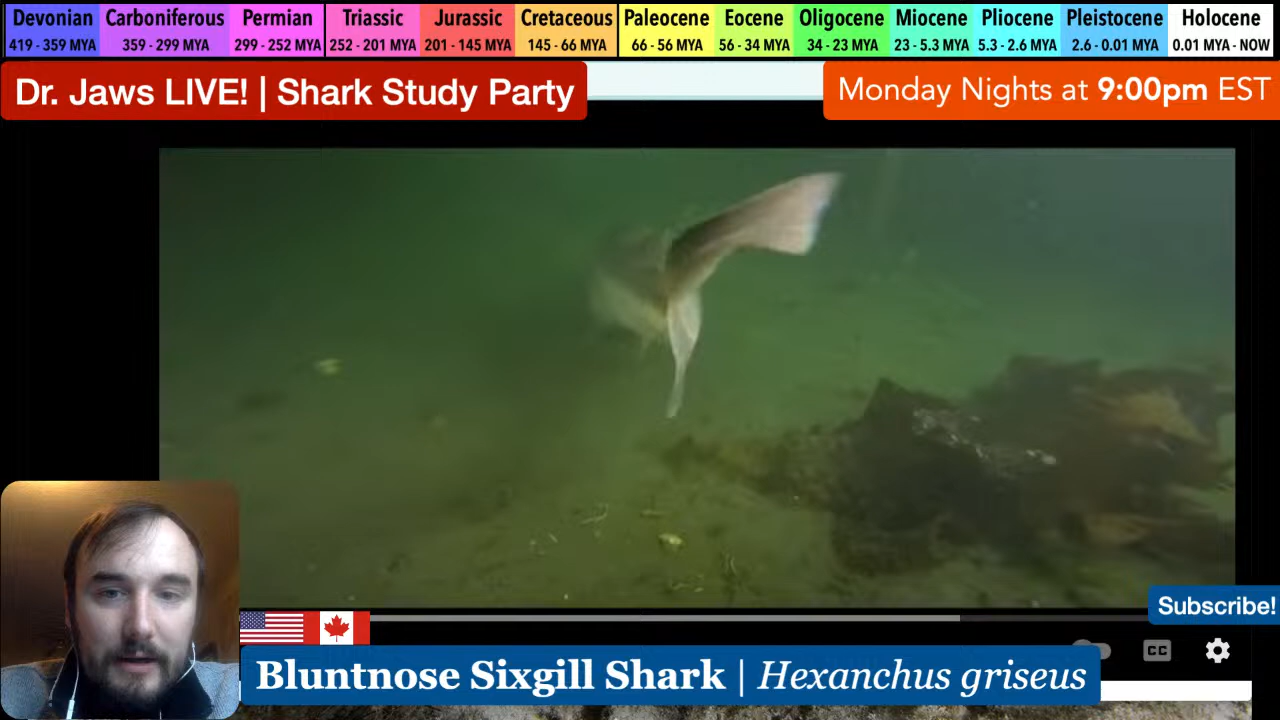 Devonian Carboniferous Permian Triassic Jurassic Cretaceous Paleocene Eocene Oligocene Miocene Pliocene Pleistocene Holocene
419 - 359 MYA 359 - 299 MYA 299 - 252 MYA 252 - 201 MYA 201 - 145 MYA 145 - 66 MYA 66 - 56 MYA 56 - 34 MYA 34 - 23 MYA 23 - 5.3 MYA 5.3 - 2.6 MYA 2.6 - 0.01 MYA 0.01 MYA - NOW
Dr. Jaws LIVE! | Shark Study Party
Monday Nights at 9:00pm EST
Subscribe!
CC
Bluntnose Sixgill Shark | Hexanchus griseus